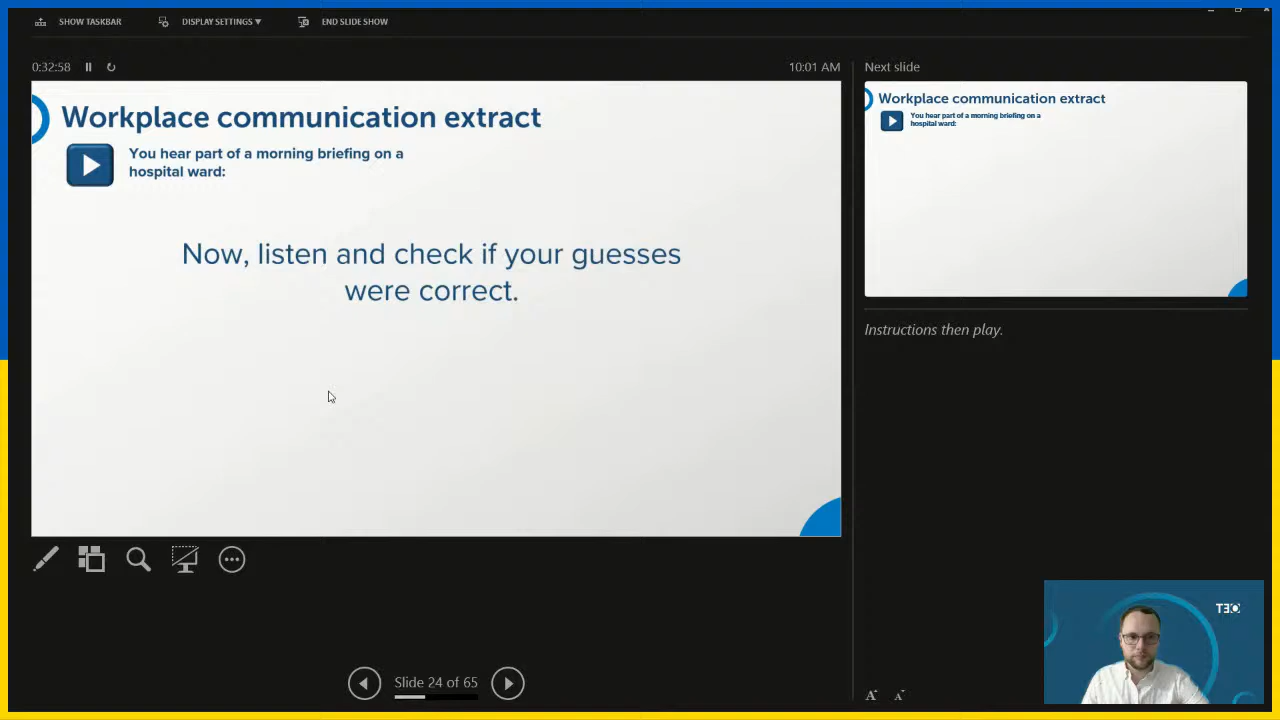 SHOW TASKBAR
DISPLAY SETTINGS ▼
END SLIDE SHOW
0:32:58
10:01 AM
Workplace communication extract
You hear part of a morning briefing on a
hospital ward:
Now, listen and check if your guesses
were correct.
Slide 24 of 65
Next slide
Workplace communication extract
You hear part of a morning briefing on a
hospital ward:
Instructions then play.
A A